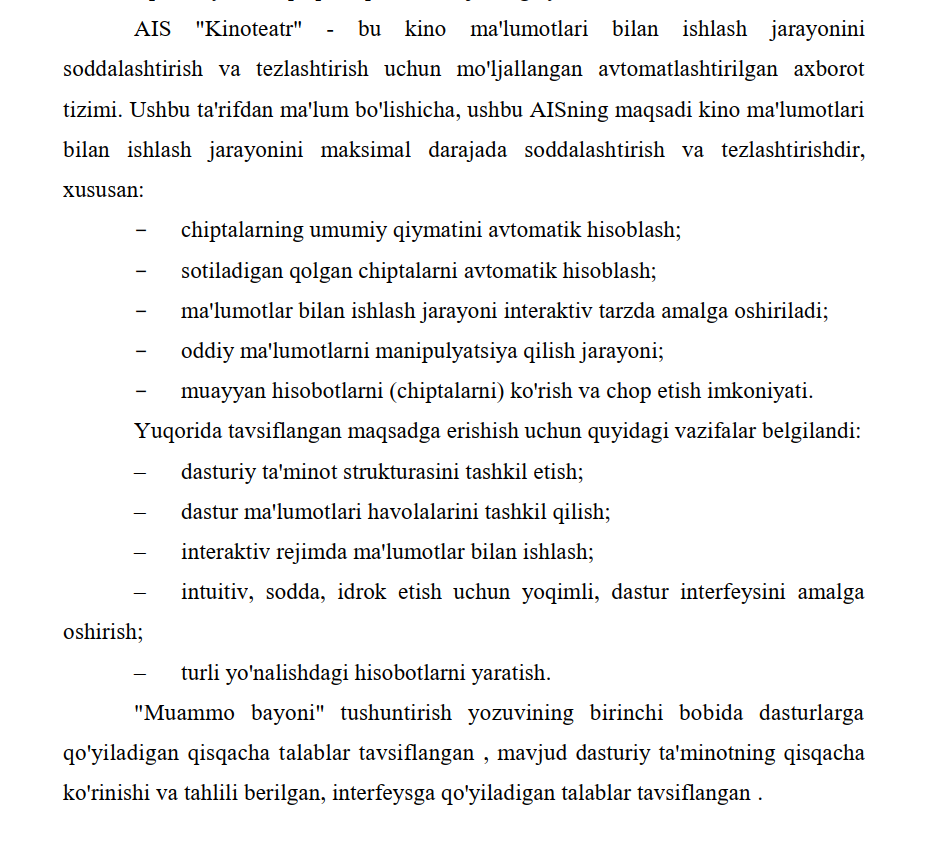 AIS "Kinoteatr" - bu kino ma'lumotlari bilan ishlash jarayonini
soddalashtirish va tezlashtirish uchun mo'ljallangan avtomatlashtirilgan axborot
tizimi. Ushbu ta'rifdan ma'lum bo'lishicha, ushbu AISning maqsadi kino ma'lumotlari
bilan ishlash jarayonini maksimal darajada soddalashtirish va tezlashtirishdir,
xususan:
− chiptalarning umumiy qiymatini avtomatik hisoblash;
− sotiladigan qolgan chiptalarni avtomatik hisoblash;
− ma'lumotlar bilan ishlash jarayoni interaktiv tarzda amalga oshiriladi;
− oddiy ma'lumotlarni manipulyatsiya qilish jarayoni;
− muayyan hisobotlarni (chiptalarni) ko'rish va chop etish imkoniyati.
Yuqorida tavsiflangan maqsadga erishish uchun quyidagi vazifalar belgilandi:
– dasturiy ta'minot strukturasini tashkil etish;
– dastur ma'lumotlari havolalarini tashkil qilish;
– interaktiv rejimda ma'lumotlar bilan ishlash;
– intuitiv, sodda, idrok etish uchun yoqimli, dastur interfeysini amalga
oshirish;
– turli yo'nalishdagi hisobotlarni yaratish.
"Muammo bayoni" tushuntirish yozuvining birinchi bobida dasturlarga
qo'yiladigan qisqacha talablar tavsiflangan , mavjud dasturiy ta'minotning qisqacha
ko'rinishi va tahlili berilgan, interfeysga qo'yiladigan talablar tavsiflangan .